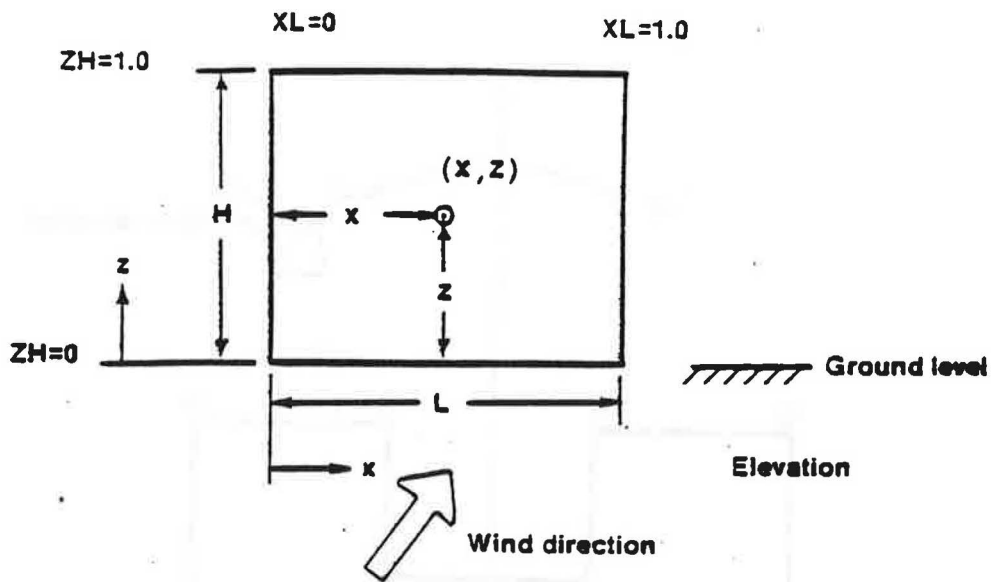 XL=0
XL=1.0
ZH=1.0
(x,z)
H
x
z
z
ZH=0
Ground level
L
x
Elevation
Wind direction